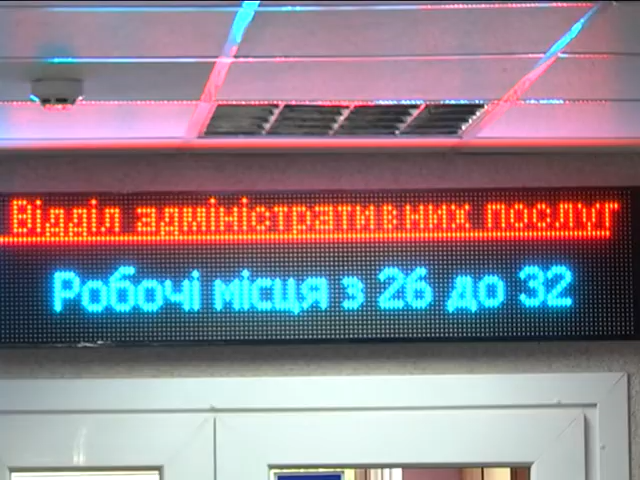 Відділ адміністративних послуг
Робочі місця з 26 до 32